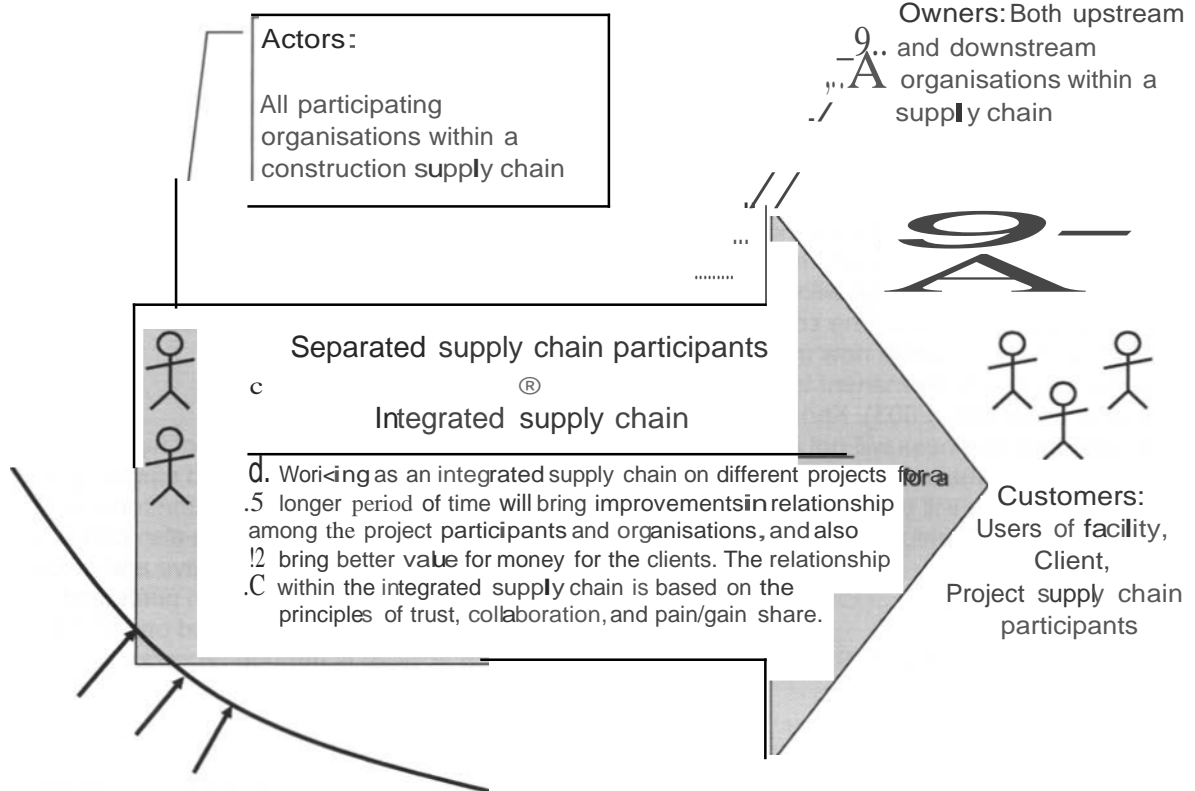 Actors:
All participating
organisations within a
construction supply chain
Owners: Both upstream
and downstream
organisations within a
supply chain
Separated supply chain participants
®
Integrated supply chain
as an integrated supply chain on different projects for a
longer period of time will bring improvements in relationship
among the project participants and organisations, and also
bring better value for money for the clients. The relationship
within the integrated supply chain is based on the
principles of trust, collaboration, and pain/gain share.
Customers:
Users of facility,
Client,
Project supply chain
participants